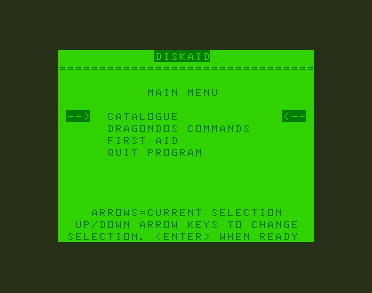 DISKAID
================================
MAIN MENU
--> CATALOGUE <--
DRAGONDOS COMMANDS
FIRST AID
QUIT PROGRAM
ARROWS=CURRENT SELECTION
UP/DOWN ARROW KEYS TO CHANGE
SELECTION. <ENTER> WHEN READY